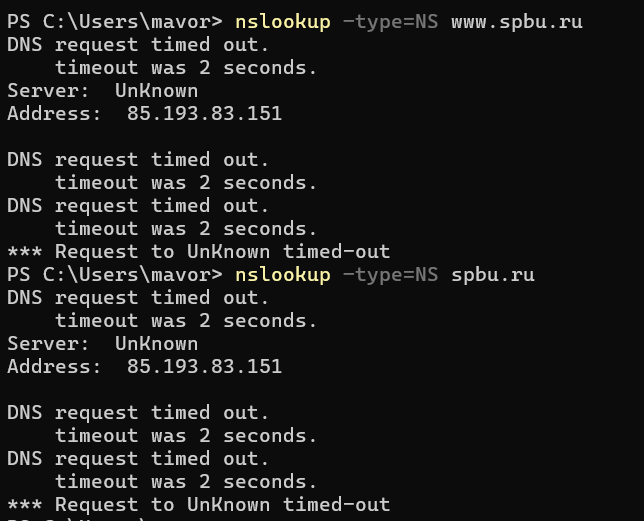 PS C:\Users\mavor> nslookup -type=NS www.spbu.ru
DNS request timed out.
    timeout was 2 seconds.
Server:  UnKnown
Address:  85.193.83.151

DNS request timed out.
    timeout was 2 seconds.
DNS request timed out.
    timeout was 2 seconds.
*** Request to UnKnown timed-out
PS C:\Users\mavor> nslookup -type=NS spbu.ru
DNS request timed out.
    timeout was 2 seconds.
Server:  UnKnown
Address:  85.193.83.151

DNS request timed out.
    timeout was 2 seconds.
DNS request timed out.
    timeout was 2 seconds.
*** Request to UnKnown timed-out